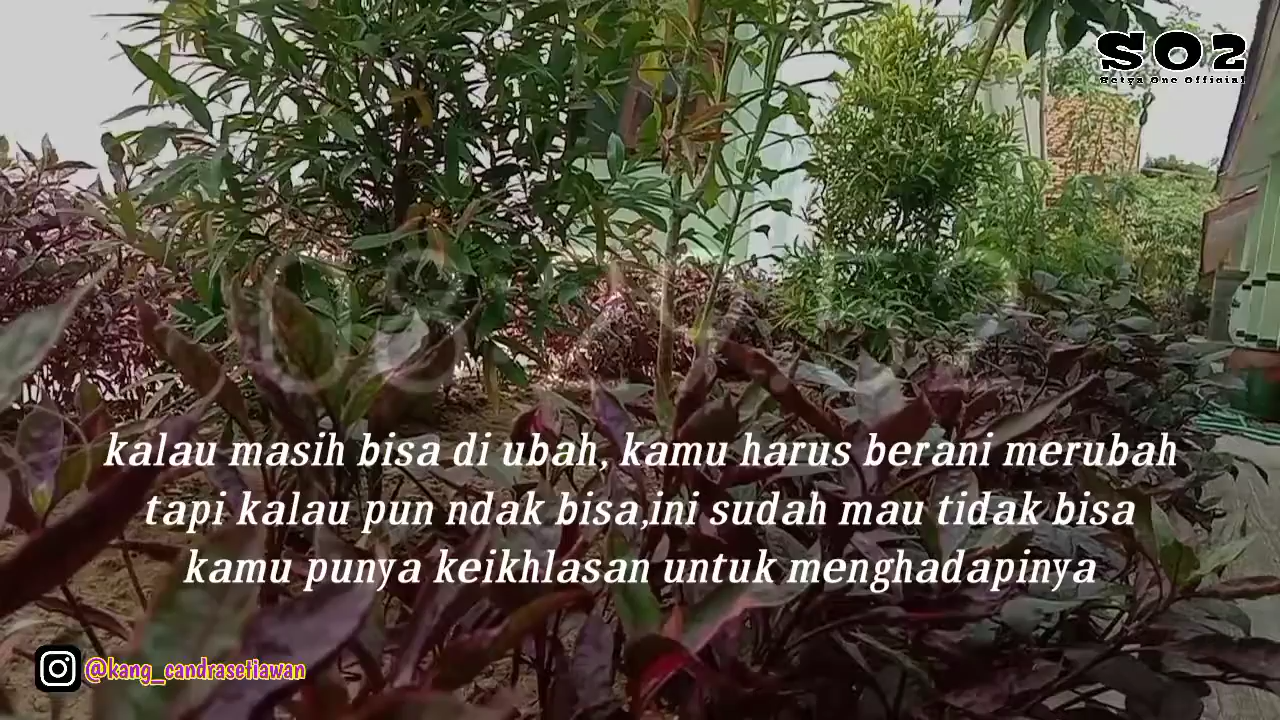 SO2
Setya One Official
kalau masih bisa di ubah, kamu harus berani merubah
tapi kalau pun ndak bisa,ini sudah mau tidak bisa
kamu punya keikhlasan untuk menghadapinya
@kang_candrasetiawan